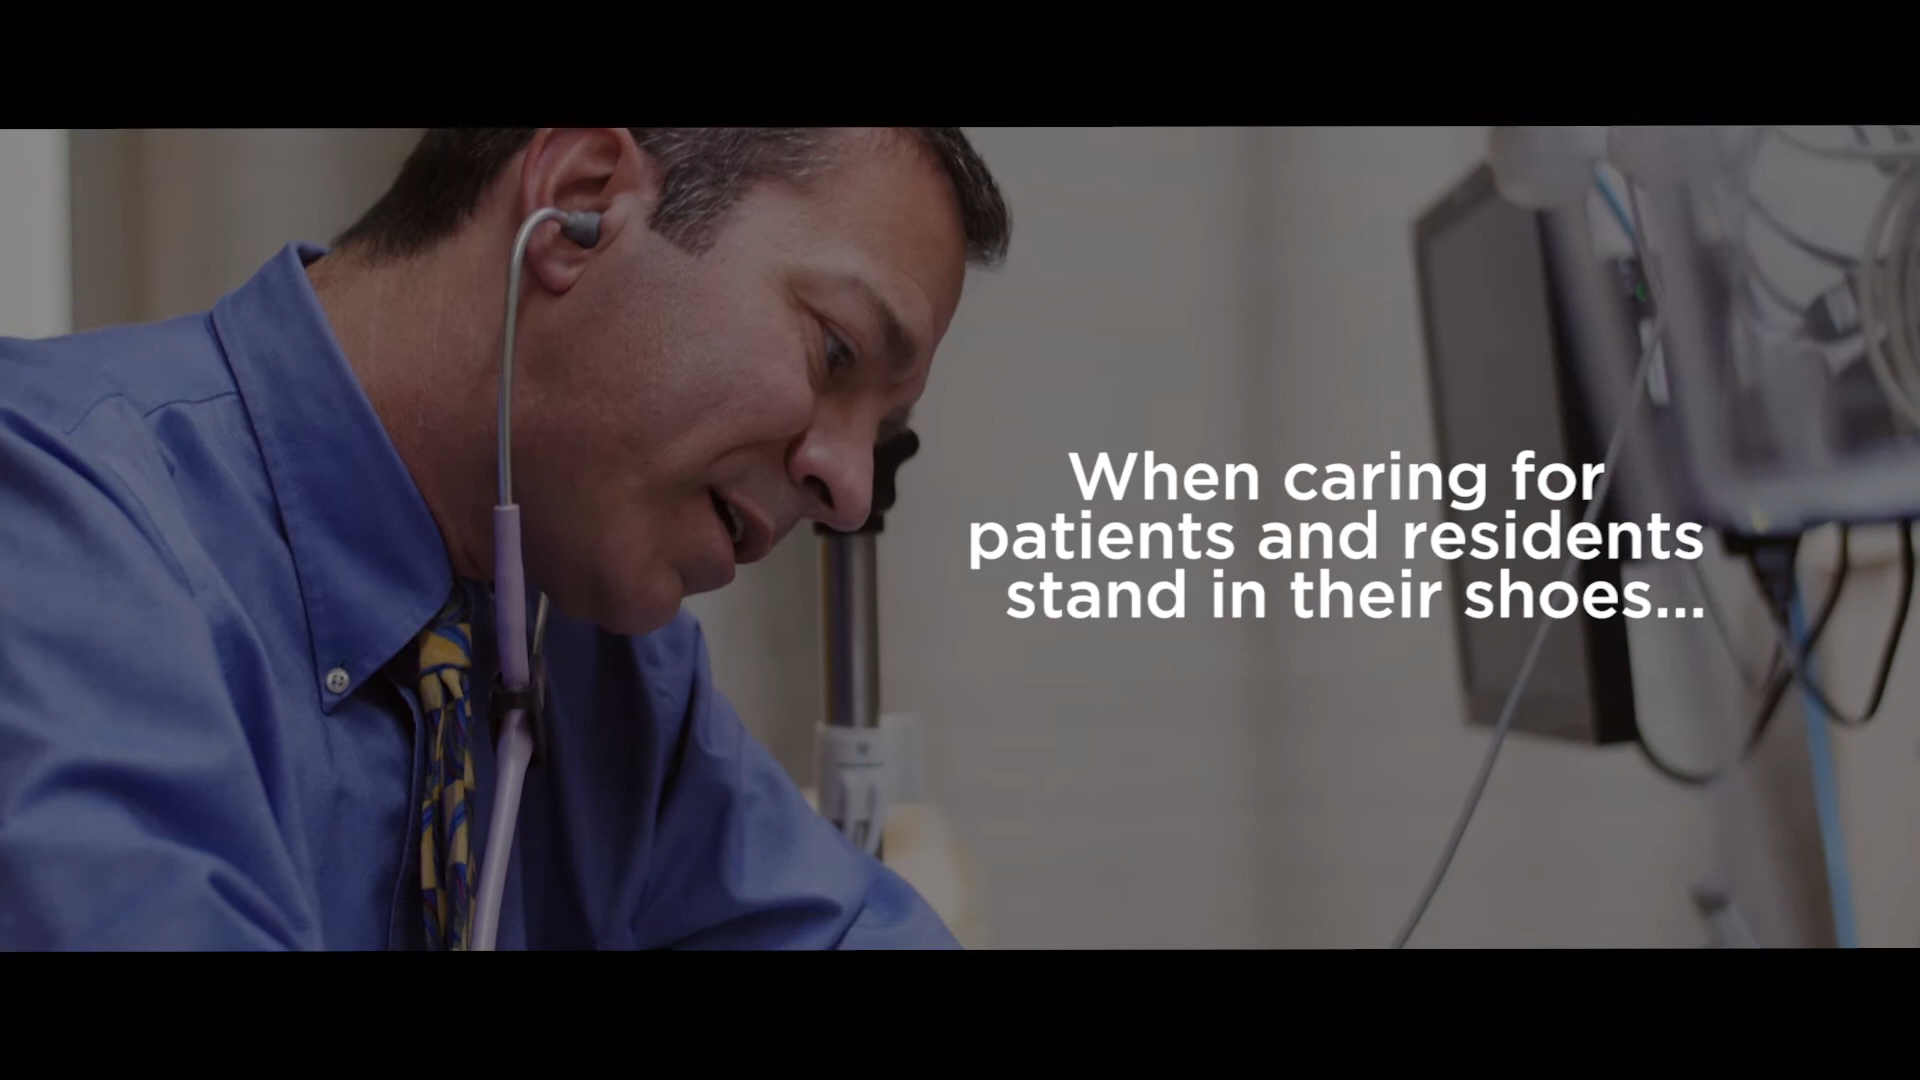 When caring for
patients and residents
stand in their shoes...